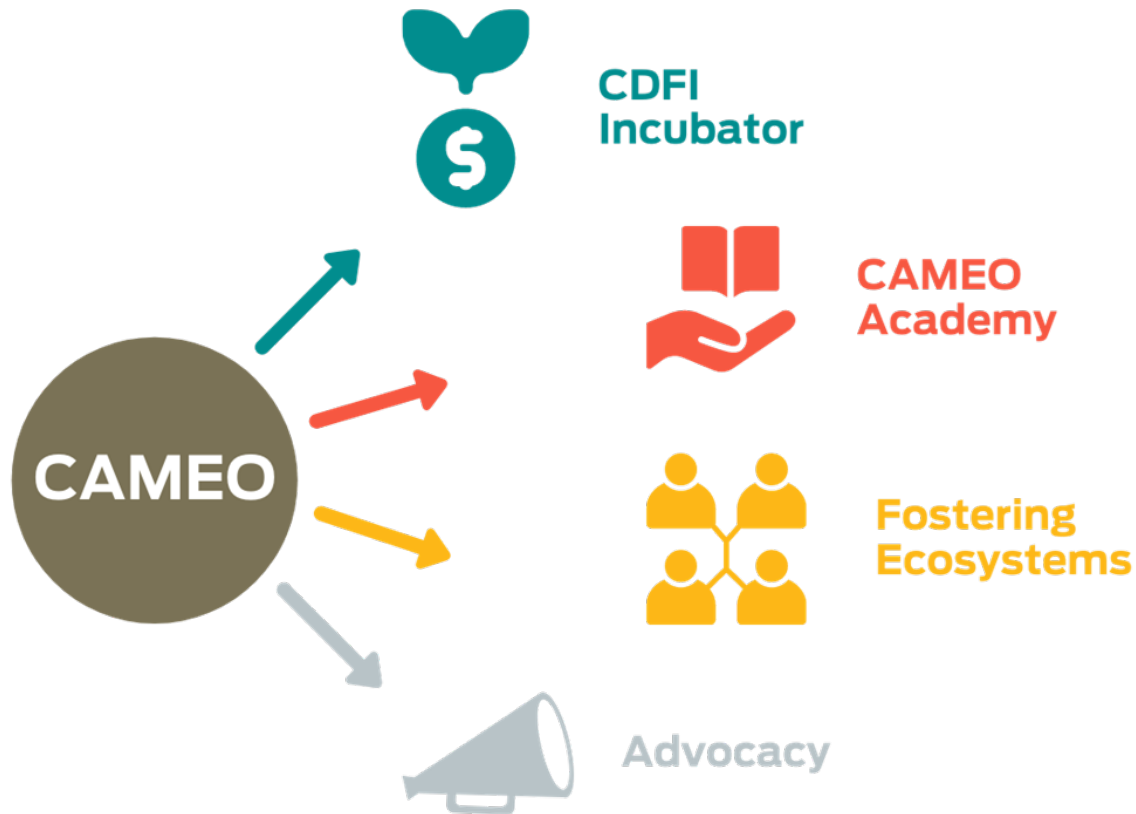 CDFI
Incubator
CAMEO
Academy
CAMEO
Fostering
Ecosystems
Advocacy